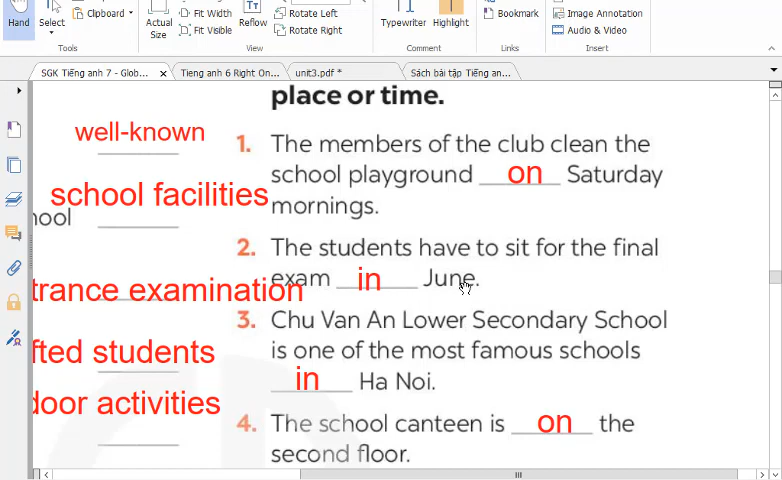 Hand
Select
Clipboard
Actual Size
Fit Width
Fit Visible
Reflow
Rotate Left
Rotate Right
Typewriter
Highlight
Bookmark
Image Annotation
Audio & Video
Tools
View
Comment
Links
Insert
SGK Tiếng anh 7 - Glob...
Tieng anh 6 Right On...
unit3.pdf *
Sách bài tập Tiếng an...
place or time.
well-known
school facilities
hool
trance examination
fted students
door activities
1. The members of the club clean the
school playground on Saturday
mornings.
2. The students have to sit for the final
exam in June.
3. Chu Van An Lower Secondary School
is one of the most famous schools
in Ha Noi.
4. The school canteen is on the
second floor.